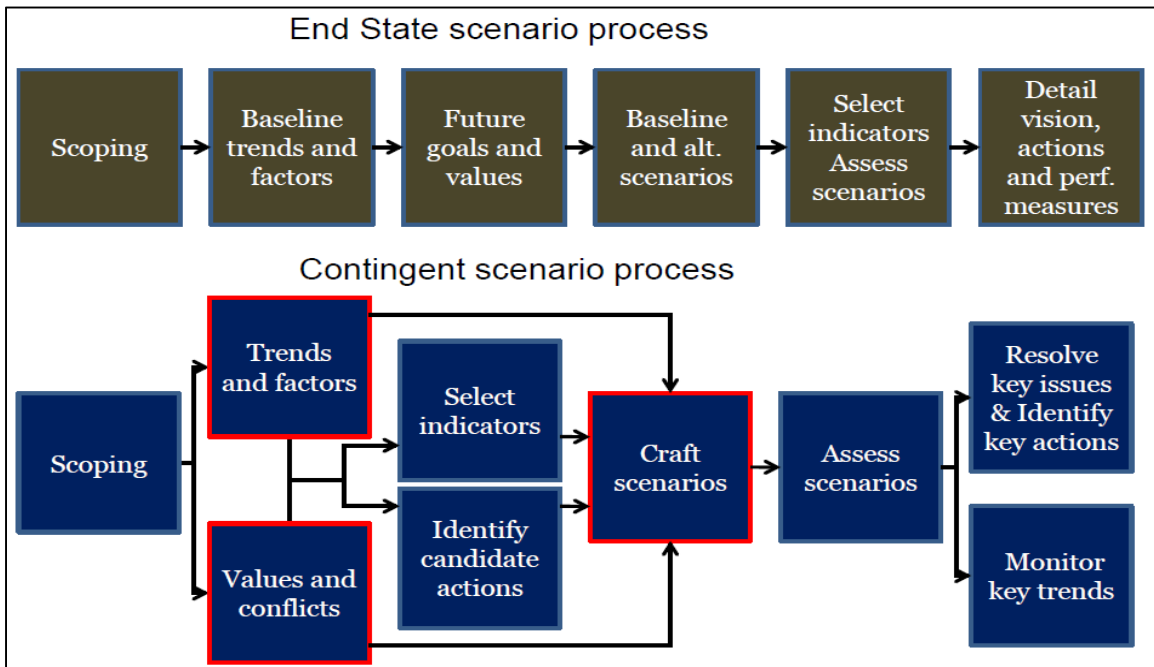 End State scenario process
Scoping
Baseline
trends and
factors
Future
goals and
values
Baseline
and alt.
scenarios
Select
indicators
Assess
scenarios
Detail
vision,
actions
and perf.
measures
Contingent scenario process
Scoping
Trends
and factors
Values and
conflicts
Select
indicators
Identify
candidate
actions
Craft
scenarios
Assess
scenarios
Resolve
key issues
& Identify
key actions
Monitor
key trends